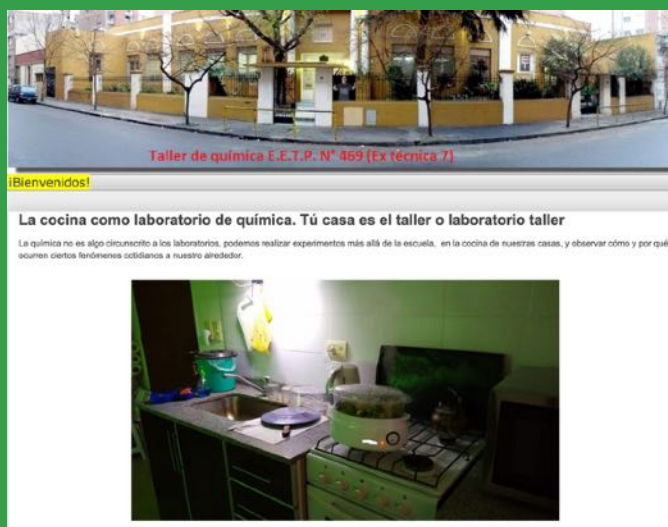 Taller de química E.E.T.P. N° 469 (Ex técnica 7)
¡Bienvenidos!
La cocina como laboratorio de química. Tú casa es el taller o laboratorio taller
La química no es algo circunscrito a los laboratorios, podemos realizar experimentos más allá de la escuela, en la cocina de nuestras casas, y observar cómo y por qué
ocurren ciertos fenómenos cotidianos a nuestro alrededor.